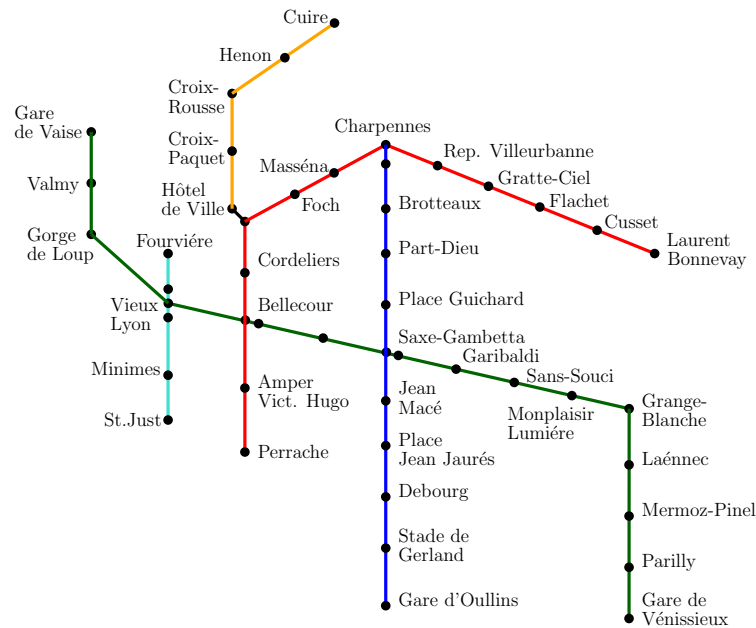 Cuire
Henon
Croix-
Rousse
Gare
de Vaise
Charpennes
Croix-
Paquet
Masséna
Rep. Villeurbanne
Valmy
Gratte-Ciel
Hôtel
de Ville
Foch
Brotteaux
Flachet
Cusset
Gorge
de Loup
Fourviére
Part-Dieu
Laurent
Bonnevay
Cordeliers
Vieux
Lyon
Bellecour
Place Guichard
Saxe-Gambetta
Garibaldi
Minimes
Sans-Souci
Amper
Vict. Hugo
Jean
Macé
Monplaisir
Lumiére
Grange-
Blanche
St.Just
Perrache
Place
Jean Jaurés
Laénnec
Debourg
Mermoz-Pinel
Stade de
Gerland
Parilly
Gare d'Oullins
Gare de
Vénissieux